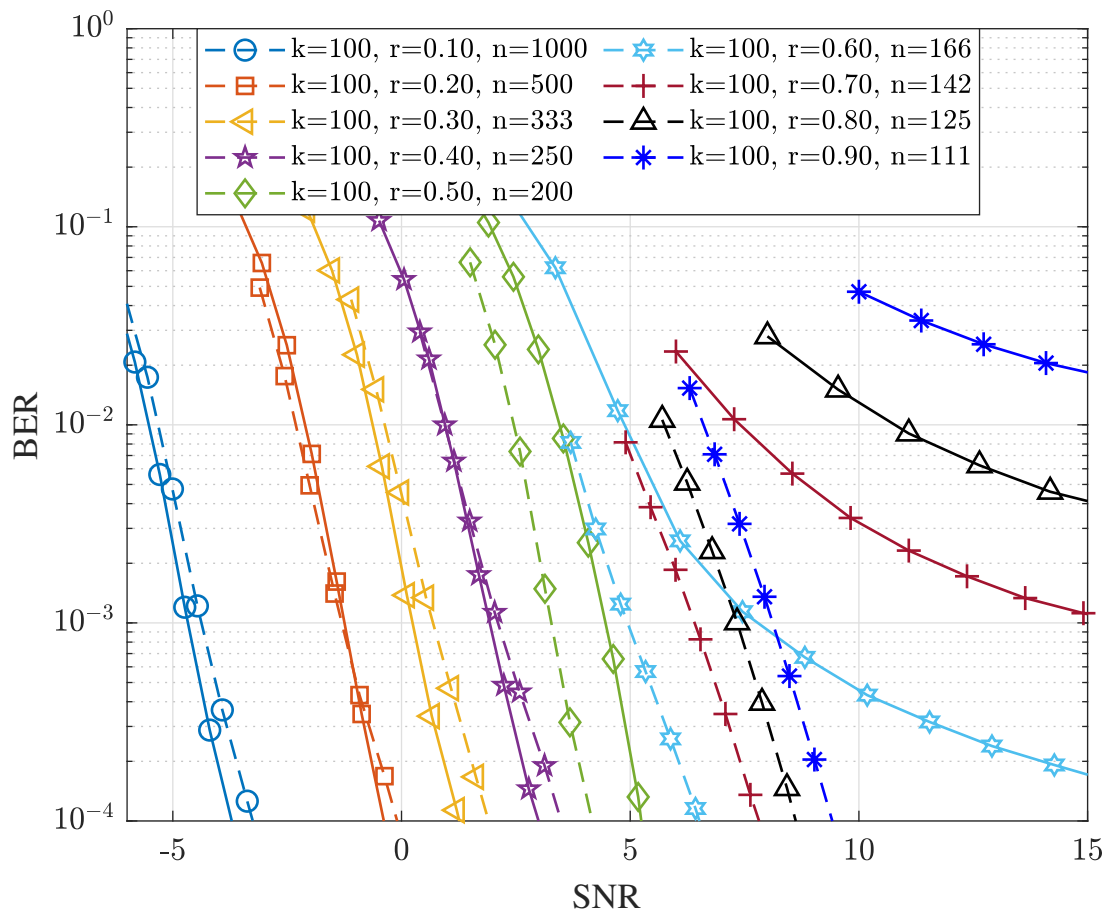 10^0
k=100, r=0.10, n=1000
k=100, r=0.60, n=166
k=100, r=0.20, n=500
k=100, r=0.70, n=142
k=100, r=0.30, n=333
k=100, r=0.80, n=125
k=100, r=0.40, n=250
k=100, r=0.90, n=111
k=100, r=0.50, n=200
10^-1
BER
10^-2
10^-3
10^-4
-5 0 5 10 15
SNR